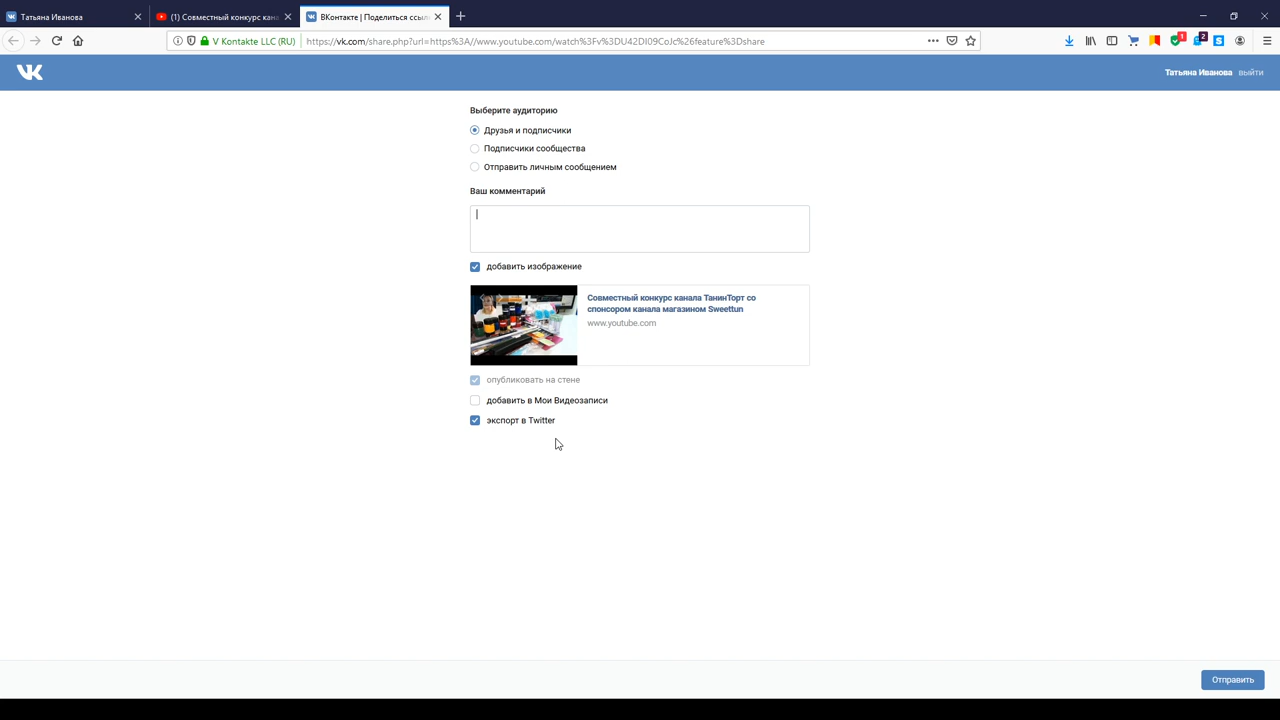 Татьяна Иванова
(1) Совместный конкурс кана
ВКонтакте | Поделиться ссыл
V Kontakte LLC (RU)
https://vk.com/share.php?url=https%3A//www.youtube.com/watch%3Fv%3DU42DI09CoJc%26feature%3Dshare
1
2
Татьяна Иванова
выйти
Выберите аудиторию
Друзья и подписчики
Подписчики сообщества
Отправить личным сообщением
Ваш комментарий
добавить изображение
Совместный конкурс канала ТанинТорт со
спонсором канала магазином Sweettun
www.youtube.com
опубликовать на стене
добавить в Мои Видеозаписи
экспорт в Twitter
Отправить